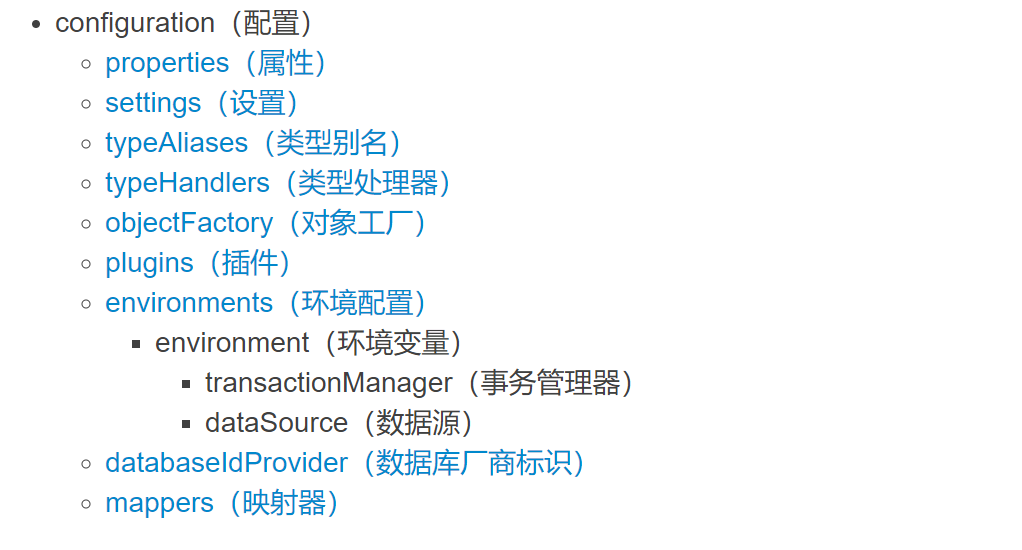 configuration（配置）
properties（属性）
settings（设置）
typeAliases（类型别名）
typeHandlers（类型处理器）
objectFactory（对象工厂）
plugins（插件）
environments（环境配置）
environment（环境变量）
transactionManager（事务管理器）
dataSource（数据源）
databaseIdProvider（数据库厂商标识）
mappers（映射器）